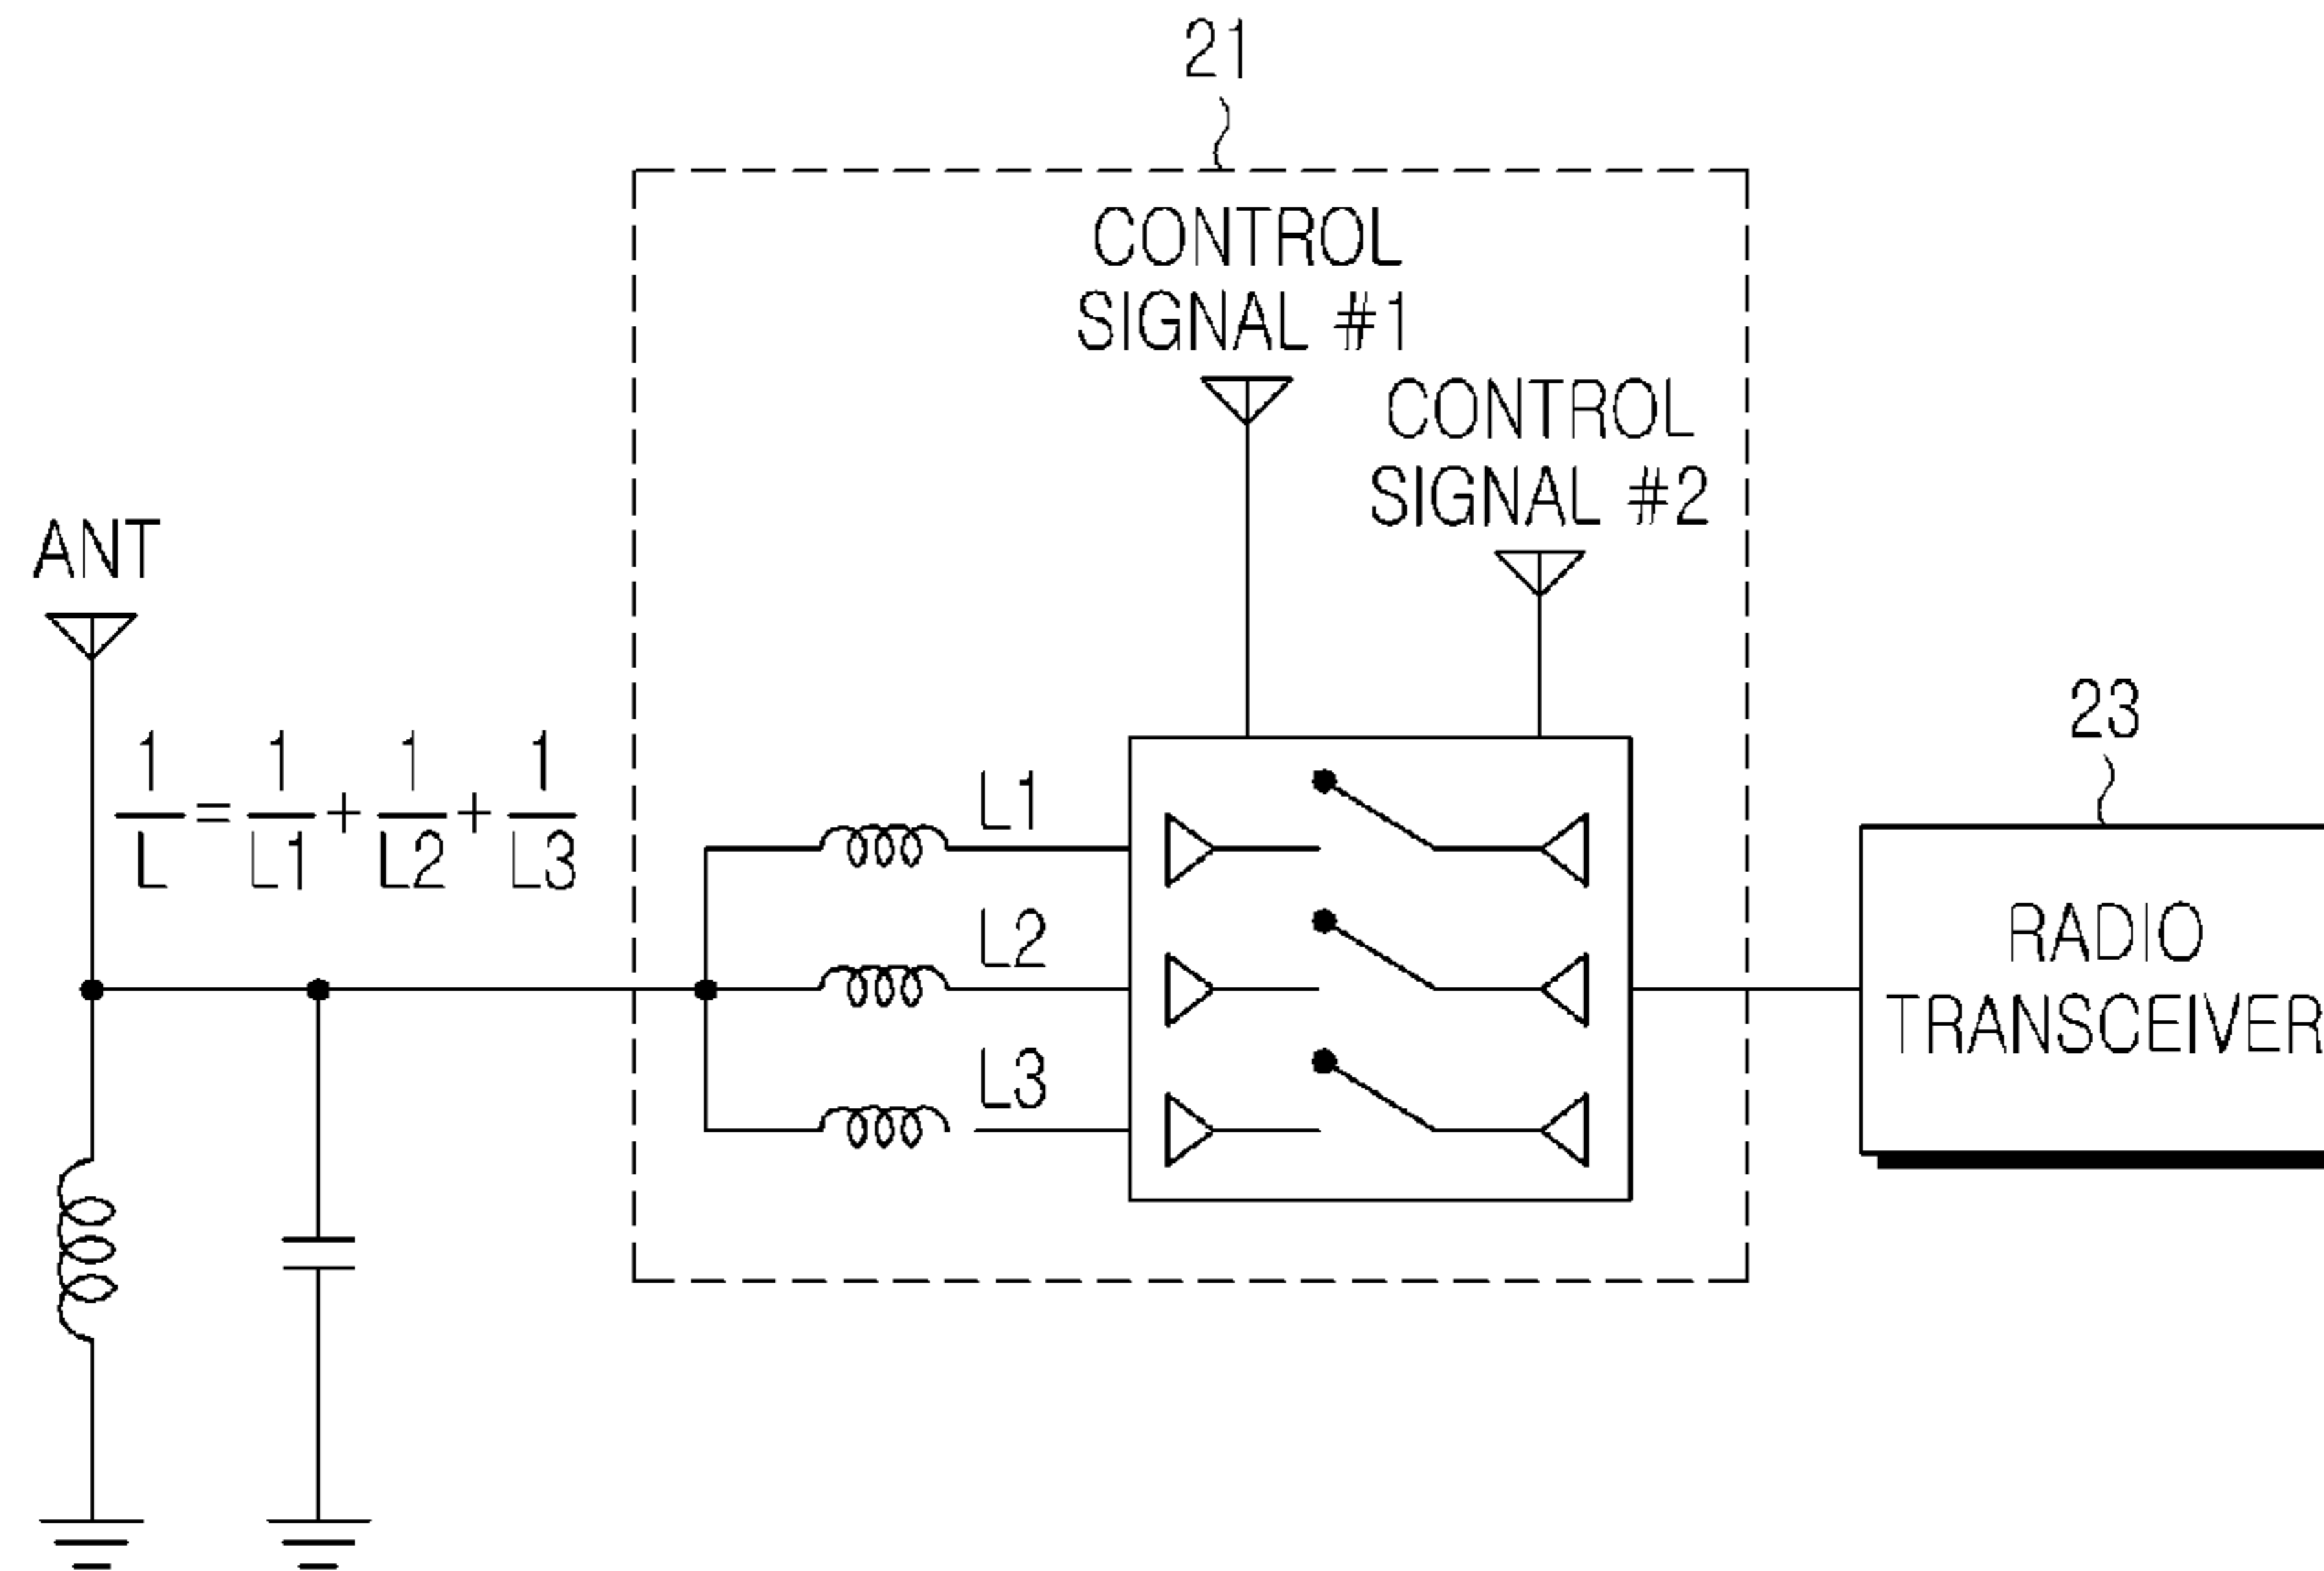 21
CONTROL
SIGNAL #1
CONTROL
SIGNAL #2
ANT
1/L=1/L1+1/L2+1/L3
L1
L2
L3
23
RADIO
TRANSCEIVER